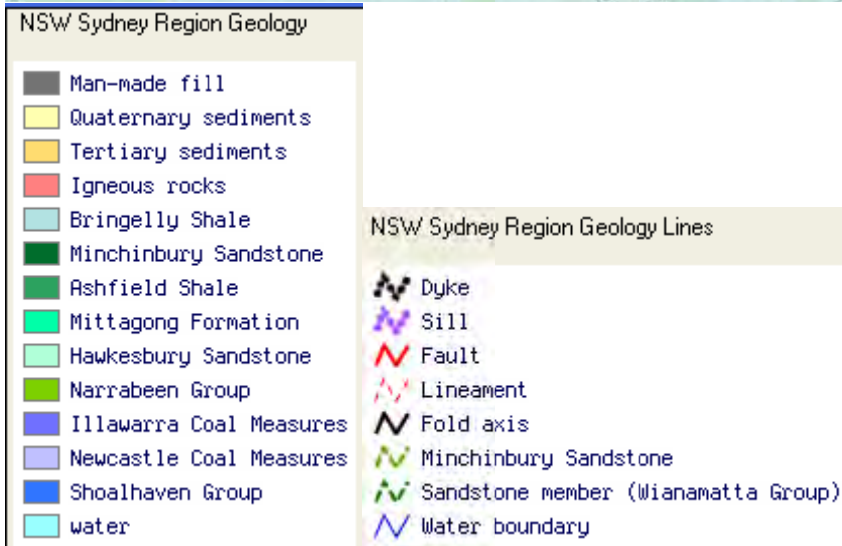 NSW Sydney Region Geology
Man-made fill
Quaternary sediments
Tertiary sediments
Igneous rocks
Bringelly Shale
Minchinbury Sandstone
Ashfield Shale
Mittagong Formation
Hawkesbury Sandstone
Narrabeen Group
Illawarra Coal Measures
Newcastle Coal Measures
Shoalhaven Group
water
NSW Sydney Region Geology Lines
Dyke
Sill
Fault
Lineament
Fold axis
Minchinbury Sandstone
Sandstone member (Wianamatta Group)
Water boundary